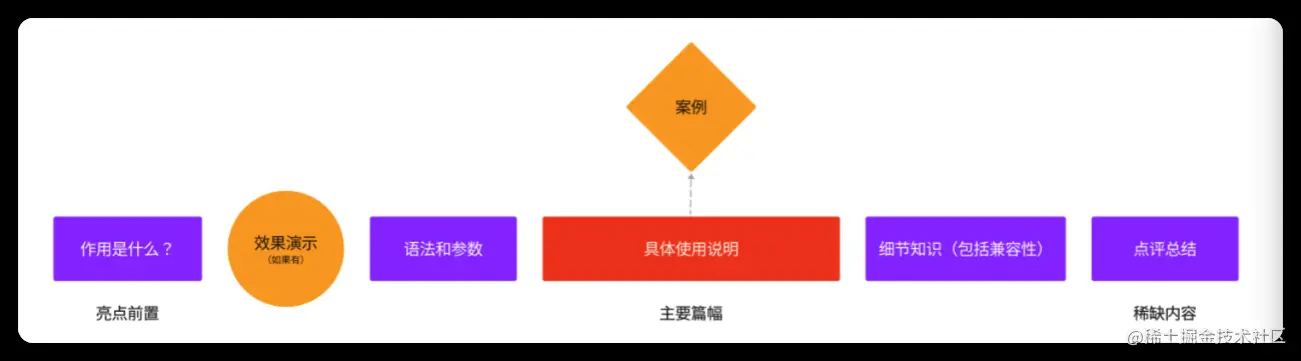 案例
作用是什么？
效果演示
（如果有）
语法和参数
具体使用说明
细节知识（包括兼容性）
点评总结
亮点前置
主要篇幅
稀缺内容
@稀土掘金技术社区